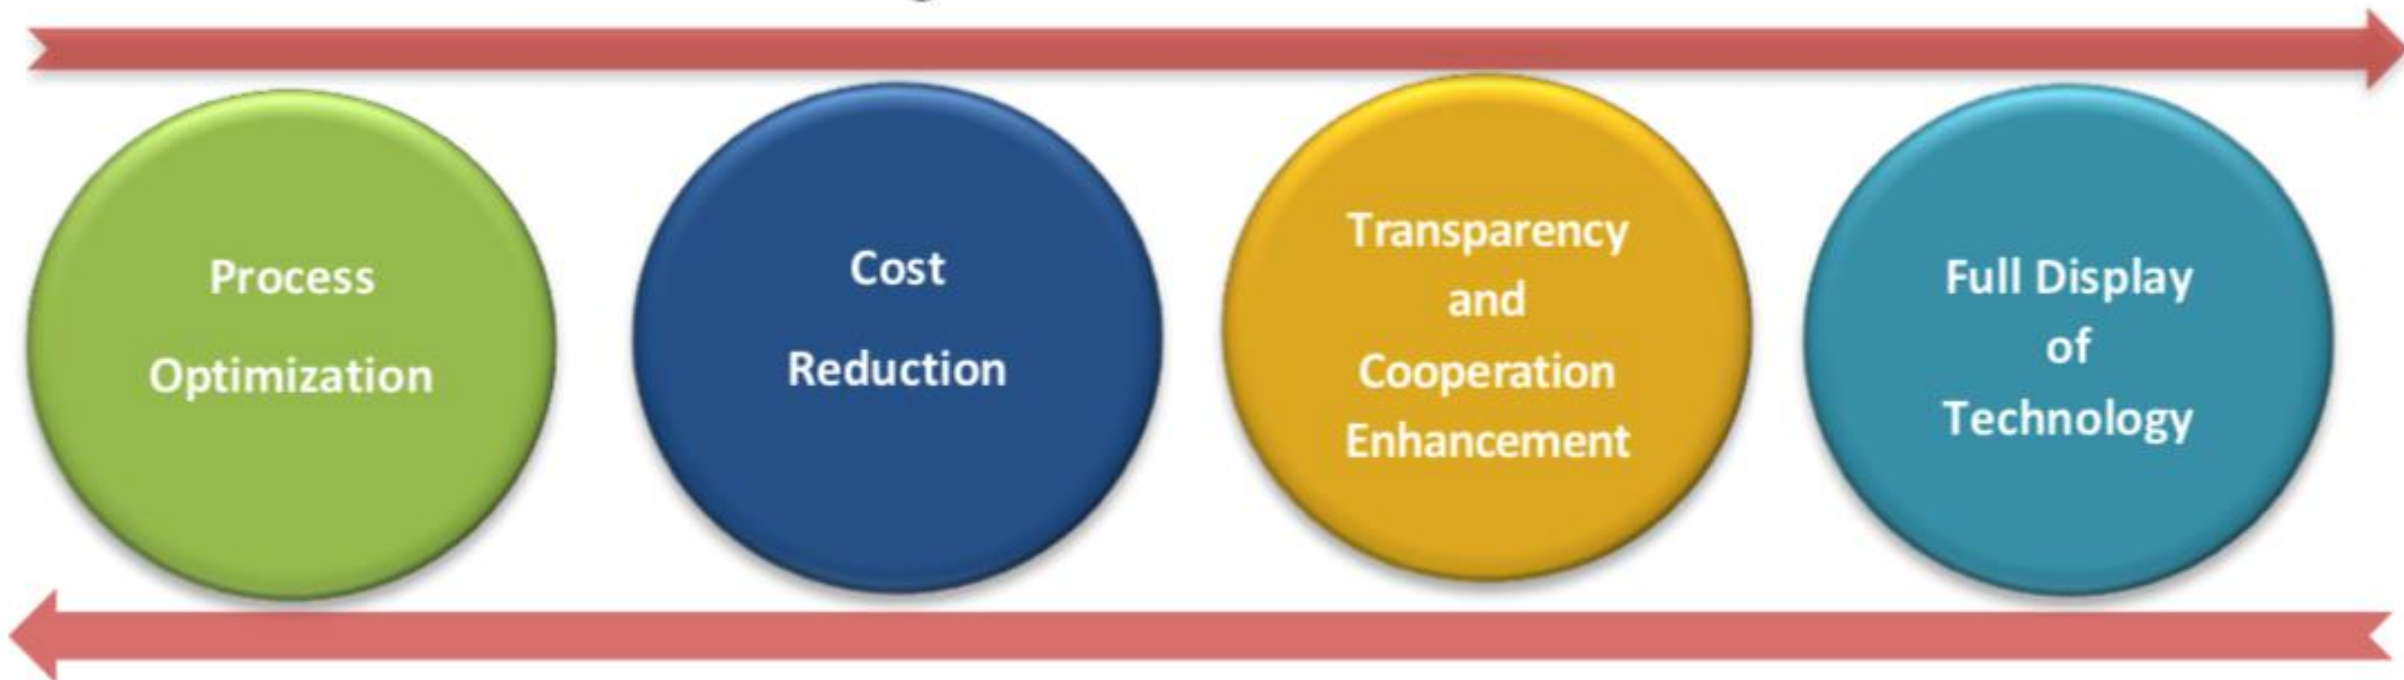 Process
Optimization
Cost
Reduction
Transparency
and
Cooperation
Enhancement
Full Display
of
Technology